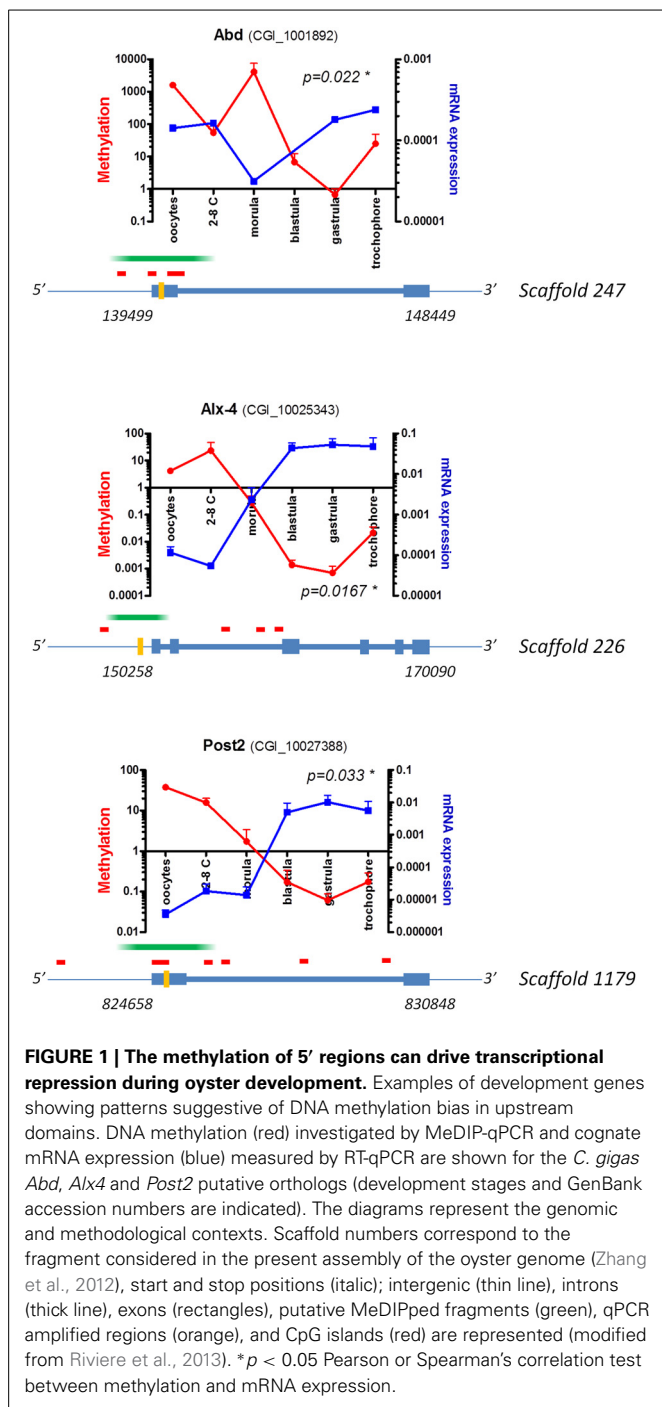 Abd (CGI_1001892)
Methylation
10000
1000
100
10
1
0.1
p=0.022 *
0.001
0.0001
0.00001
mRNA expression
oocytes
2-8 C
morula
blastula
gastrula
trochophore
5′
3′
Scaffold 247
139499
148449
Alx-4 (CGI_10025343)
Methylation
100
10
1
0.1
0.01
0.001
0.0001
0.1
0.01
0.001
0.0001
0.00001
mRNA expression
oocytes
2-8 C
morula
blastula
gastrula
trochophore
p=0.0167 *
5′
3′
Scaffold 226
150258
170090
Post2 (CGI_10027388)
Methylation
100
10
1
0.1
0.01
p=0.033 *
0.1
0.01
0.001
0.0001
0.00001
0.000001
mRNA expression
oocytes
2-8 C
morula
blastula
gastrula
trochophore
5′
3′
Scaffold 1179
824658
830848
FIGURE 1 | The methylation of 5′ regions can drive transcriptional
repression during oyster development. Examples of development genes
showing patterns suggestive of DNA methylation bias in upstream
domains. DNA methylation (red) investigated by MeDIP-qPCR and cognate
mRNA expression (blue) measured by RT-qPCR are shown for the C. gigas
Abd, Alx4 and Post2 putative orthologs (development stages and GenBank
accession numbers are indicated). The diagrams represent the genomic
and methodological contexts. Scaffold numbers correspond to the
fragment considered in the present assembly of the oyster genome (Zhang
et al., 2012), start and stop positions (italic); intergenic (thin line), introns
(thick line), exons (rectangles), putative MeDIPped fragments (green), qPCR
amplified regions (orange), and CpG islands (red) are represented (modified
from Riviere et al., 2013). *p < 0.05 Pearson or Spearman's correlation test
between methylation and mRNA expression.